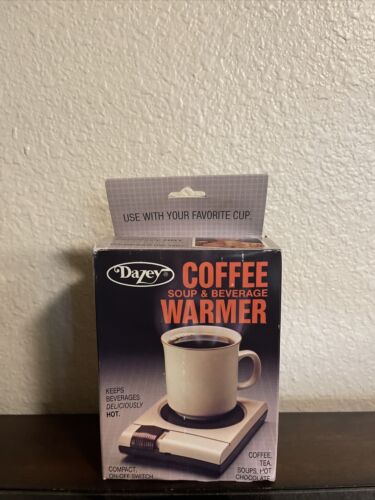 USE WITH YOUR FAVORITE CUP.
Dazey®
COFFEE
SOUP & BEVERAGE
WARMER
KEEPS
BEVERAGES
DELICIOUSLY
HOT.
COMPACT,
ON-OFF SWITCH
COFFEE,
TEA,
SOUPS, HOT
CHOCOLATE